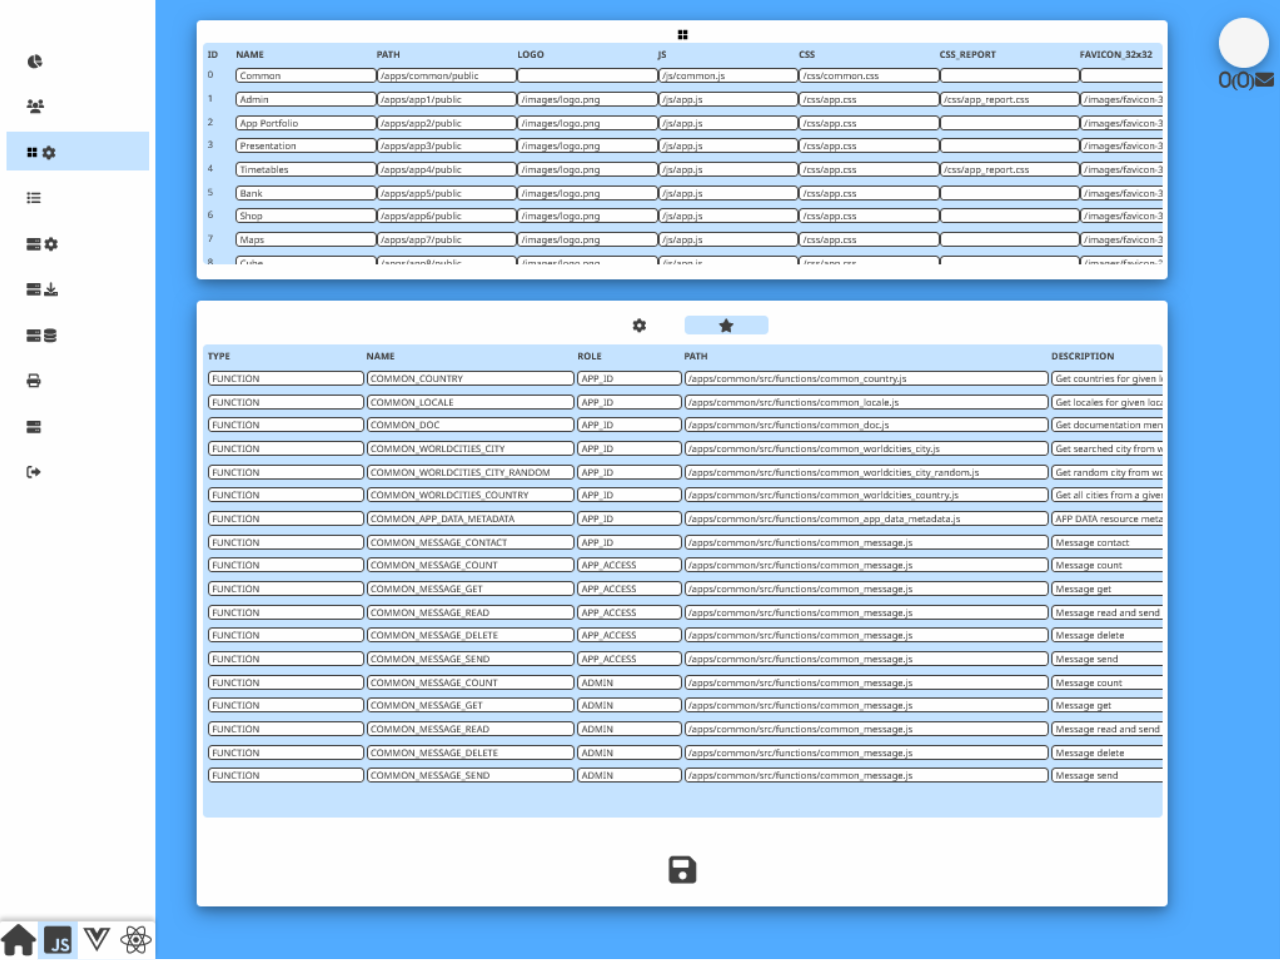 ID NAME PATH LOGO JS CSS CSS_REPORT FAVICON_32x32
0 Common /apps/common/public /js/common.js /css/common.css
1 Admin /apps/app1/public /images/logo.png /js/app.js /css/app.css /css/app_report.css /images/favicon-3
2 App Portfolio /apps/app2/public /images/logo.png /js/app.js /css/app.css /images/favicon-3
3 Presentation /apps/app3/public /images/logo.png /js/app.js /css/app.css /images/favicon-3
4 Timetables /apps/app4/public /images/logo.png /js/app.js /css/app.css /css/app_report.css /images/favicon-3
5 Bank /apps/app5/public /images/logo.png /js/app.js /css/app.css /images/favicon-3
6 Shop /apps/app6/public /images/logo.png /js/app.js /css/app.css /images/favicon-3
7 Maps /apps/app7/public /images/logo.png /js/app.js /css/app.css /images/favicon-3
8 Cube /apps/app8/public /images/logo.png /js/app.js /css/app.css /images/favicon-3
0(0)
TYPE NAME ROLE PATH DESCRIPTION
FUNCTION COMMON_COUNTRY APP_ID /apps/common/src/functions/common_country.js Get countries for given l
FUNCTION COMMON_LOCALE APP_ID /apps/common/src/functions/common_locale.js Get locales for given loca
FUNCTION COMMON_DOC APP_ID /apps/common/src/functions/common_doc.js Get documentation men
FUNCTION COMMON_WORLDCITIES_CITY APP_ID /apps/common/src/functions/common_worldcities_city.js Get searched city from w
FUNCTION COMMON_WORLDCITIES_CITY_RANDOM APP_ID /apps/common/src/functions/common_worldcities_city_random.js Get random city from wo
FUNCTION COMMON_WORLDCITIES_COUNTRY APP_ID /apps/common/src/functions/common_worldcities_country.js Get all cities from a give
FUNCTION COMMON_APP_DATA_METADATA APP_ID /apps/common/src/functions/common_app_data_metadata.js APP DATA resource meta
FUNCTION COMMON_MESSAGE_CONTACT APP_ID /apps/common/src/functions/common_message.js Message contact
FUNCTION COMMON_MESSAGE_COUNT APP_ACCESS /apps/common/src/functions/common_message.js Message count
FUNCTION COMMON_MESSAGE_GET APP_ACCESS /apps/common/src/functions/common_message.js Message get
FUNCTION COMMON_MESSAGE_READ APP_ACCESS /apps/common/src/functions/common_message.js Message read and send
FUNCTION COMMON_MESSAGE_DELETE APP_ACCESS /apps/common/src/functions/common_message.js Message delete
FUNCTION COMMON_MESSAGE_SEND APP_ACCESS /apps/common/src/functions/common_message.js Message send
FUNCTION COMMON_MESSAGE_COUNT ADMIN /apps/common/src/functions/common_message.js Message count
FUNCTION COMMON_MESSAGE_GET ADMIN /apps/common/src/functions/common_message.js Message get
FUNCTION COMMON_MESSAGE_READ ADMIN /apps/common/src/functions/common_message.js Message read and send
FUNCTION COMMON_MESSAGE_DELETE ADMIN /apps/common/src/functions/common_message.js Message delete
FUNCTION COMMON_MESSAGE_SEND ADMIN /apps/common/src/functions/common_message.js Message send
JS